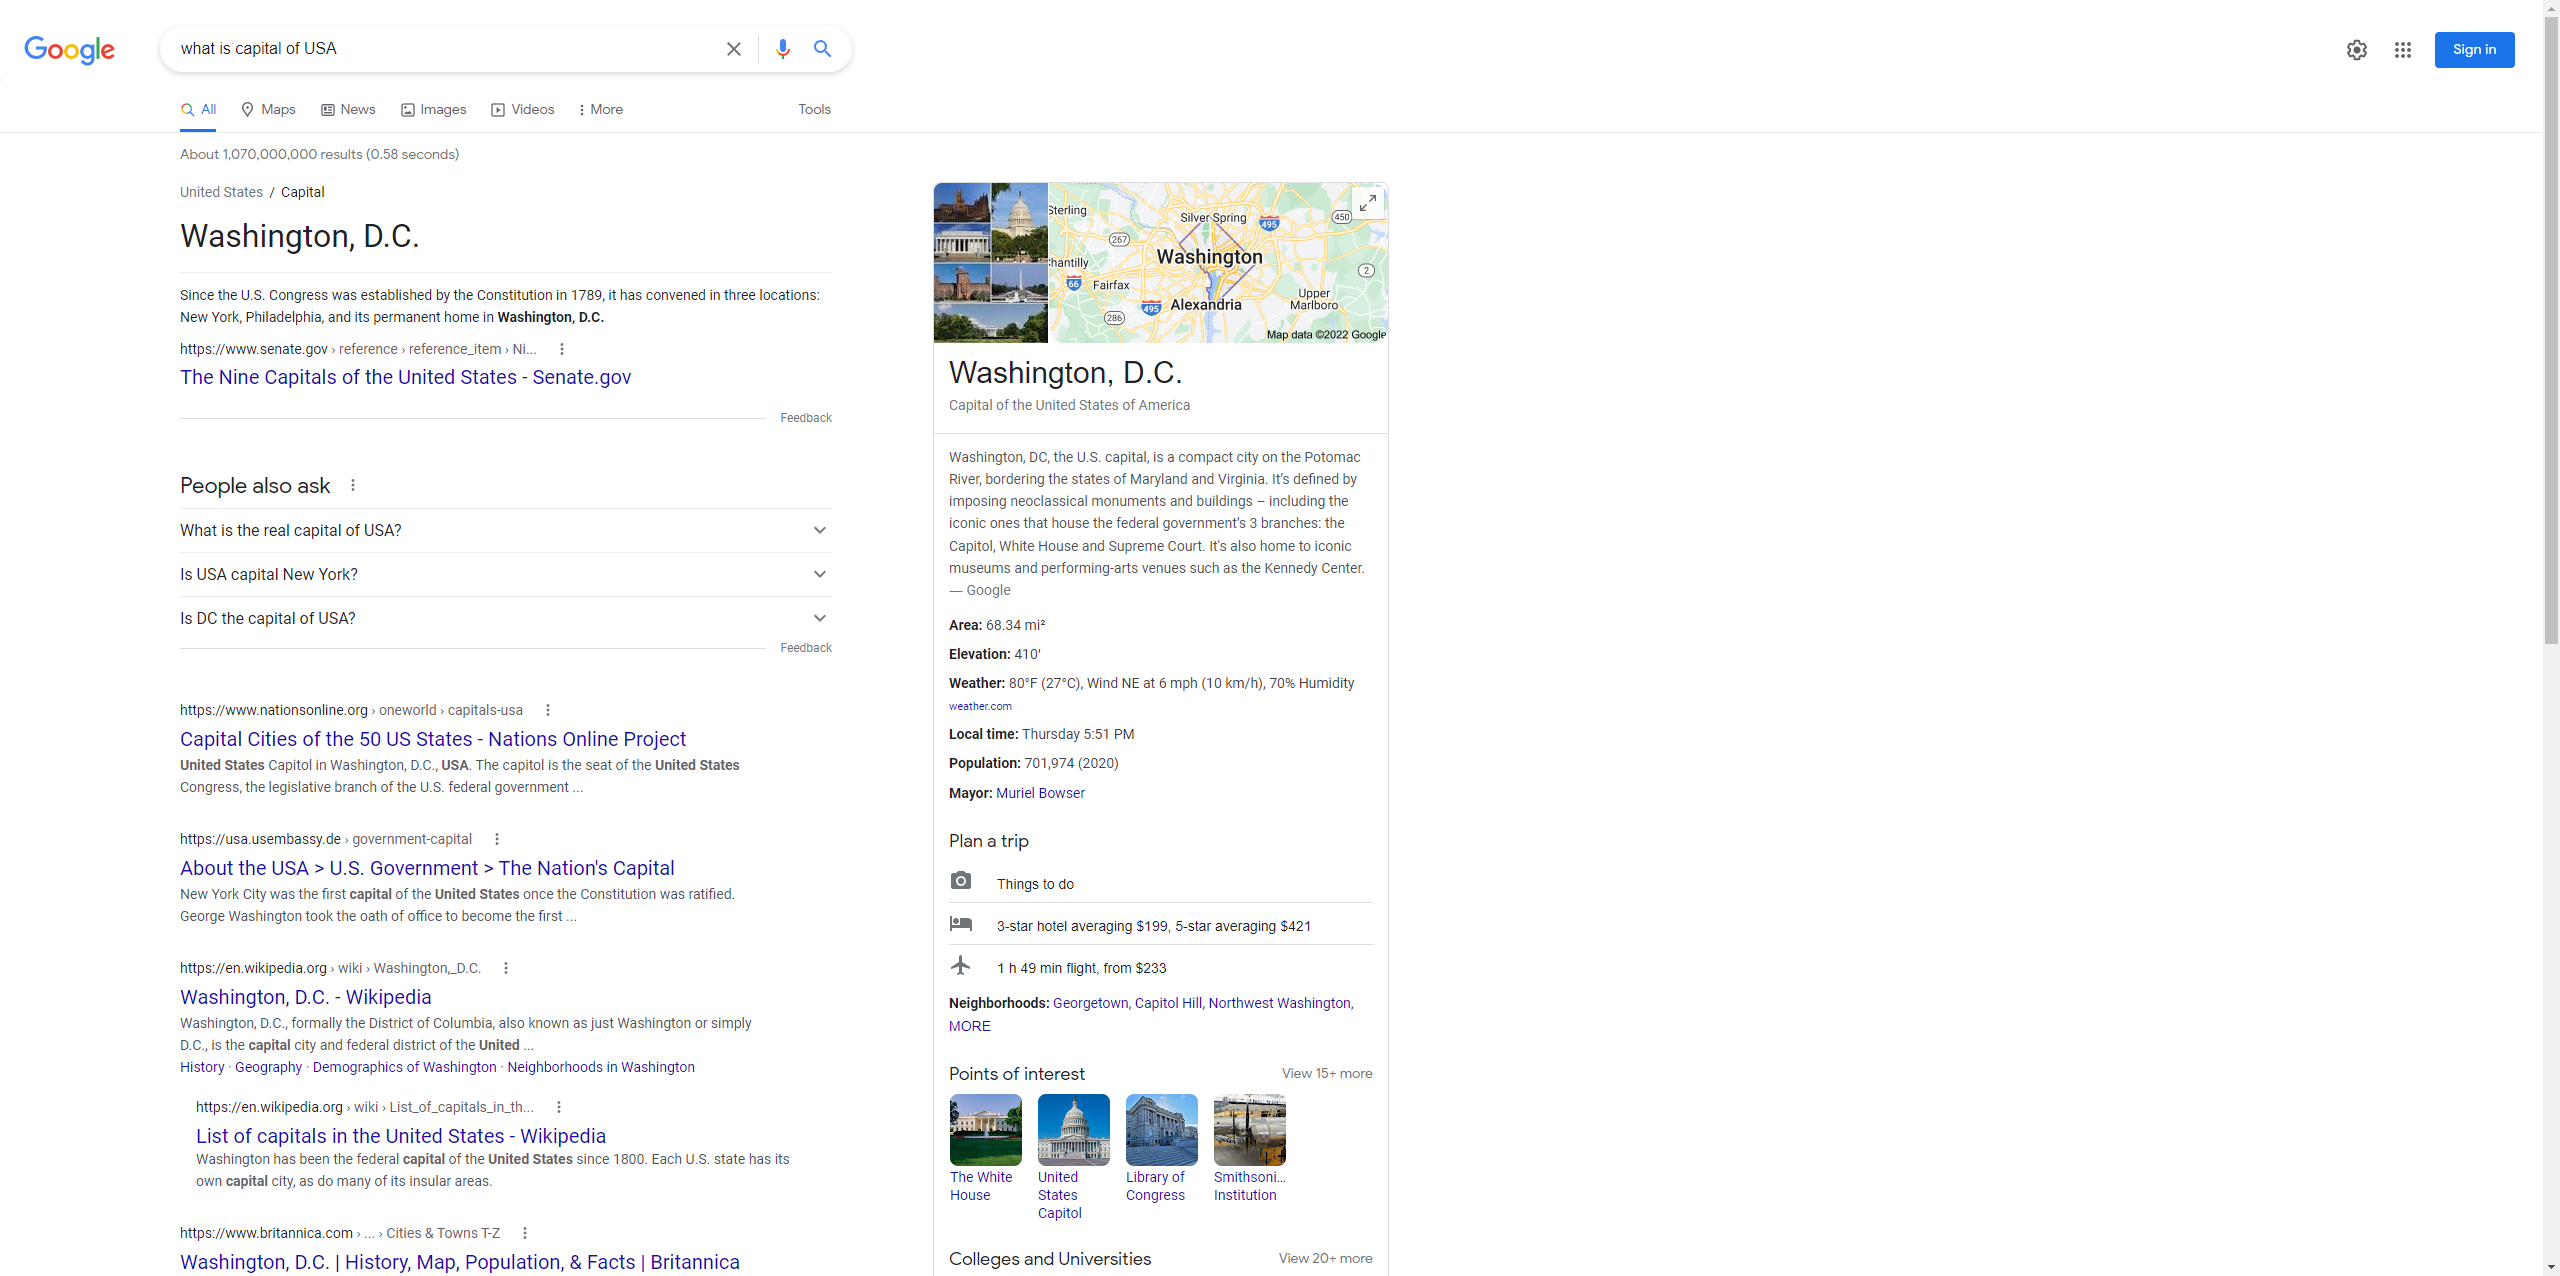 Google
what is capital of USA
Sign in
All
Maps
News
Images
Videos
More
Tools
About 1,070,000,000 results (0.58 seconds)
United States / Capital
Washington, D.C.
Since the U.S. Congress was established by the Constitution in 1789, it has convened in three locations:
New York, Philadelphia, and its permanent home in Washington, D.C.
https://www.senate.gov › reference › reference_item › Ni...
The Nine Capitals of the United States - Senate.gov
Feedback
People also ask
What is the real capital of USA?
Is USA capital New York?
Is DC the capital of USA?
Feedback
https://www.nationsonline.org › oneworld › capitals-usa
Capital Cities of the 50 US States - Nations Online Project
United States Capitol in Washington, D.C., USA. The capitol is the seat of the United States
Congress, the legislative branch of the U.S. federal government ...
https://usa.usembassy.de › government-capital
About the USA > U.S. Government > The Nation's Capital
New York City was the first capital of the United States once the Constitution was ratified.
George Washington took the oath of office to become the first ...
https://en.wikipedia.org › wiki › Washington,_D.C.
Washington, D.C. - Wikipedia
Washington, D.C., formally the District of Columbia, also known as just Washington or simply
D.C., is the capital city and federal district of the United ...
History · Geography · Demographics of Washington · Neighborhoods in Washington
https://en.wikipedia.org › wiki › List_of_capitals_in_th...
List of capitals in the United States - Wikipedia
Washington has been the federal capital of the United States since 1800. Each U.S. state has its
own capital city, as do many of its insular areas.
https://www.britannica.com › ... › Cities & Towns T-Z
Washington, D.C. | History, Map, Population, & Facts | Britannica
Sterling
Silver Spring
495
450
267
Washington
hantilly
2
66
Fairfax
495
Alexandria
Upper
Marlboro
286
Map data ©2022 Google
Washington, D.C.
Capital of the United States of America
Washington, DC, the U.S. capital, is a compact city on the Potomac
River, bordering the states of Maryland and Virginia. It's defined by
imposing neoclassical monuments and buildings – including the
iconic ones that house the federal government's 3 branches: the
Capitol, White House and Supreme Court. It's also home to iconic
museums and performing-arts venues such as the Kennedy Center.
— Google
Area: 68.34 mi²
Elevation: 410′
Weather: 80°F (27°C), Wind NE at 6 mph (10 km/h), 70% Humidity
weather.com
Local time: Thursday 5:51 PM
Population: 701,974 (2020)
Mayor: Muriel Bowser
Plan a trip
Things to do
3-star hotel averaging $199, 5-star averaging $421
1 h 49 min flight, from $233
Neighborhoods: Georgetown, Capitol Hill, Northwest Washington,
MORE
Points of interest
View 15+ more
The White
House
United
States
Capitol
Library of
Congress
Smithsoni...
Institution
Colleges and Universities
View 20+ more